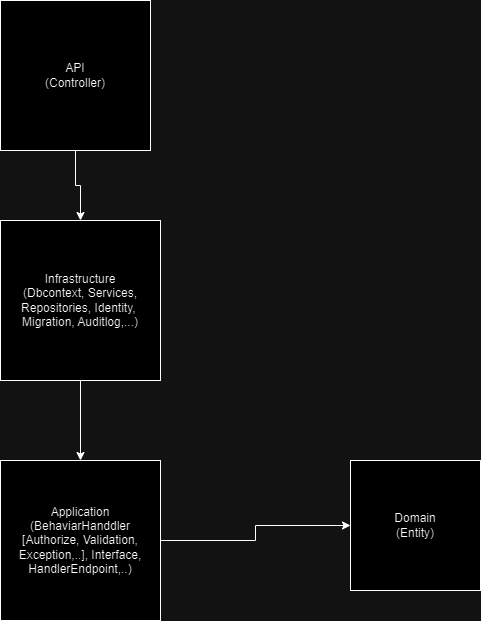 API
(Controller)
Infrastructure
(Dbcontext, Services,
Repositories, Identity,
Migration, Auditlog,...)
Application
(BehaviarHanddler
[Authorize, Validation,
Exception,..], Interface,
HandlerEndpoint,..)
Domain
(Entity)